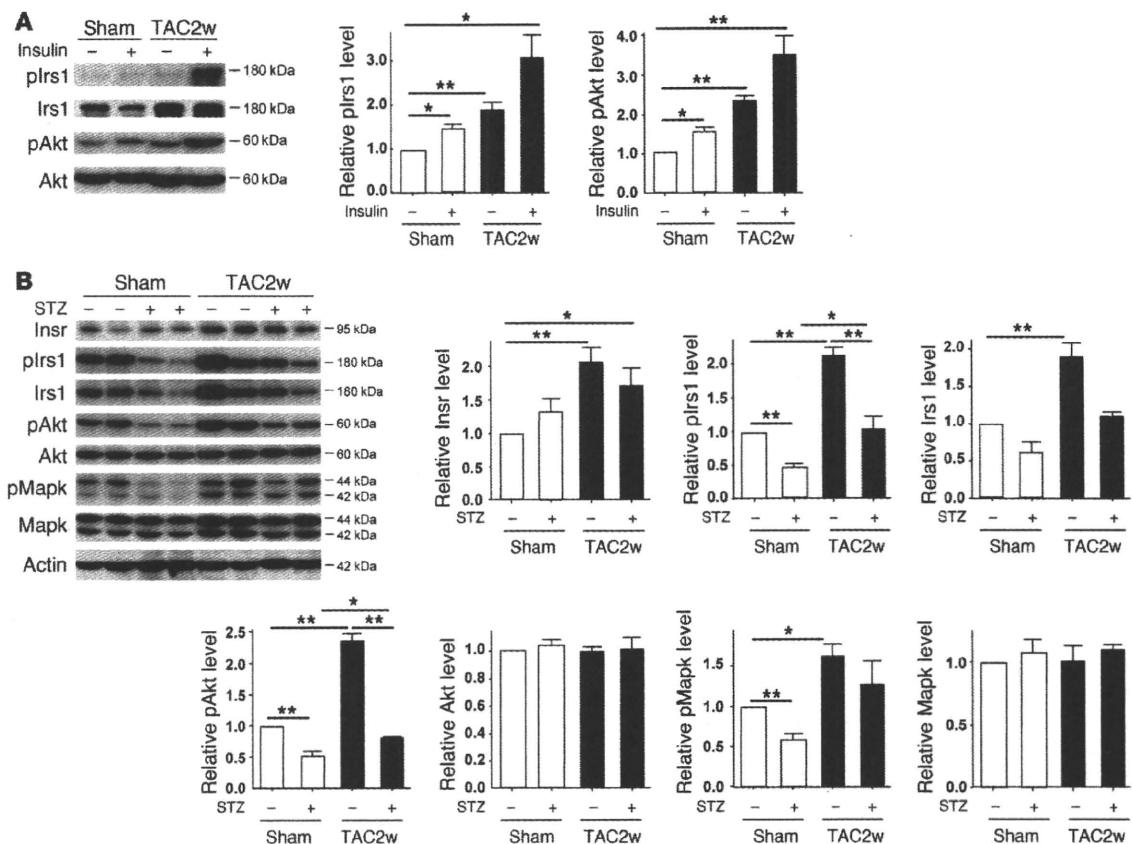 A
Sham TAC2w
Insulin – + – +
pIrs1 180 kDa
Irs1 180 kDa
pAkt 60 kDa
Akt 60 kDa
Relative pIrs1 level
3.0
2.0
1.0
0.0
* ** *
Insulin – + – +
Sham TAC2w
Relative pAkt level
4.0
3.0
2.0
1.0
0.0
** ** *
Insulin – + – +
Sham TAC2w
B
Sham TAC2w
STZ – – + + – – + +
Insr 95 kDa
pIrs1 180 kDa
Irs1 160 kDa
pAkt 60 kDa
Akt 60 kDa
pMapk 44 kDa
42 kDa
Mapk 44 kDa
42 kDa
Actin 42 kDa
Relative Insr level
2.0
1.5
1.0
0.5
0.0
* **
STZ – + – +
Sham TAC2w
Relative pIrs1 level
2.0
1.5
1.0
0.5
0.0
* ** ** **
STZ – + – +
Sham TAC2w
Relative Irs1 level
2.0
1.5
1.0
0.5
0.0
**
STZ – + – +
Sham TAC2w
Relative pAkt level
2.5
2.0
1.5
1.0
0.5
0.0
* ** ** **
STZ – + – +
Sham TAC2w
Relative Akt level
1.0
0.8
0.6
0.4
0.2
0.0
STZ – + – +
Sham TAC2w
Relative pMapk level
1.5
1.0
0.5
0.0
* **
STZ – + – +
Sham TAC2w
Relative Mapk level
1.0
0.5
0.0
STZ – + – +
Sham TAC2w